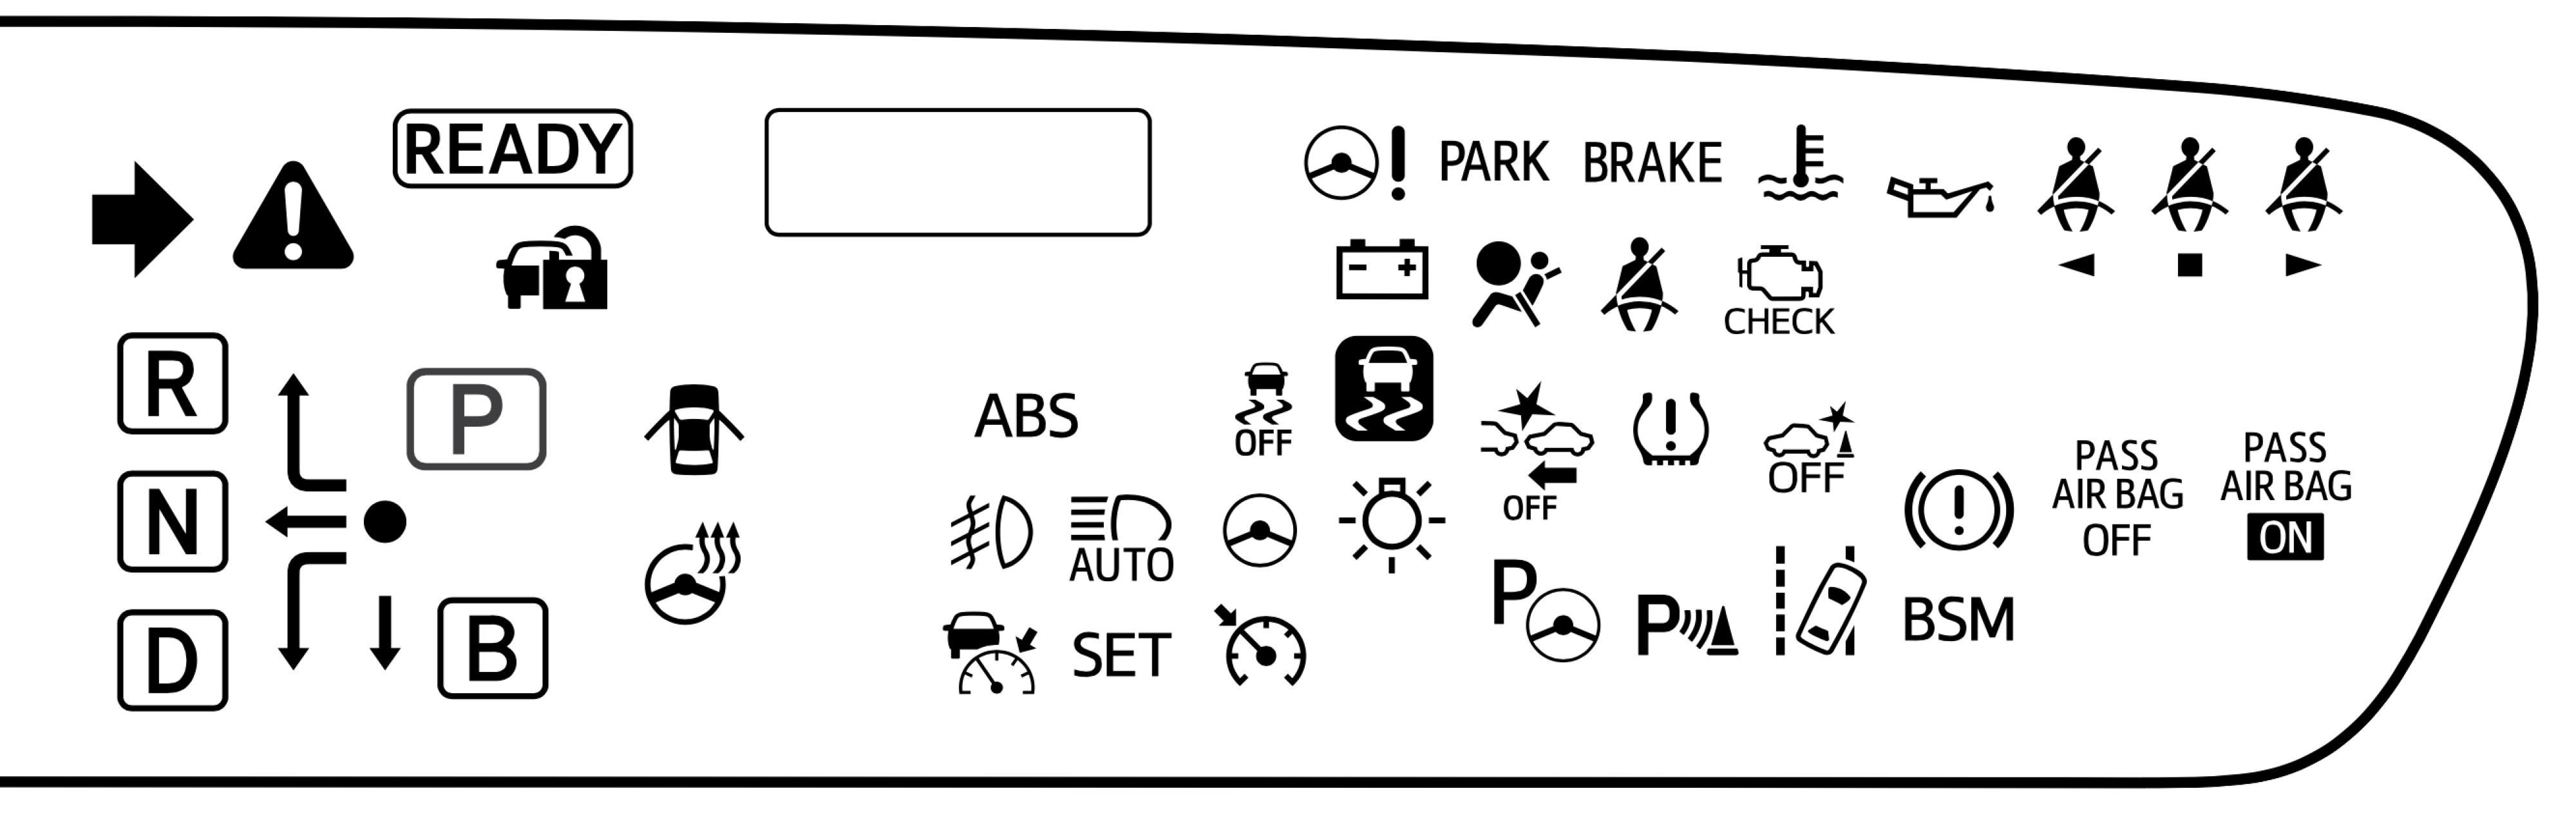 READY
PARK BRAKE
CHECK
R
P
ABS
OFF
OFF
OFF
PASS
AIR BAG
OFF
PASS
AIR BAG
ON
N
AUTO
D
B
SET
P
P
BSM